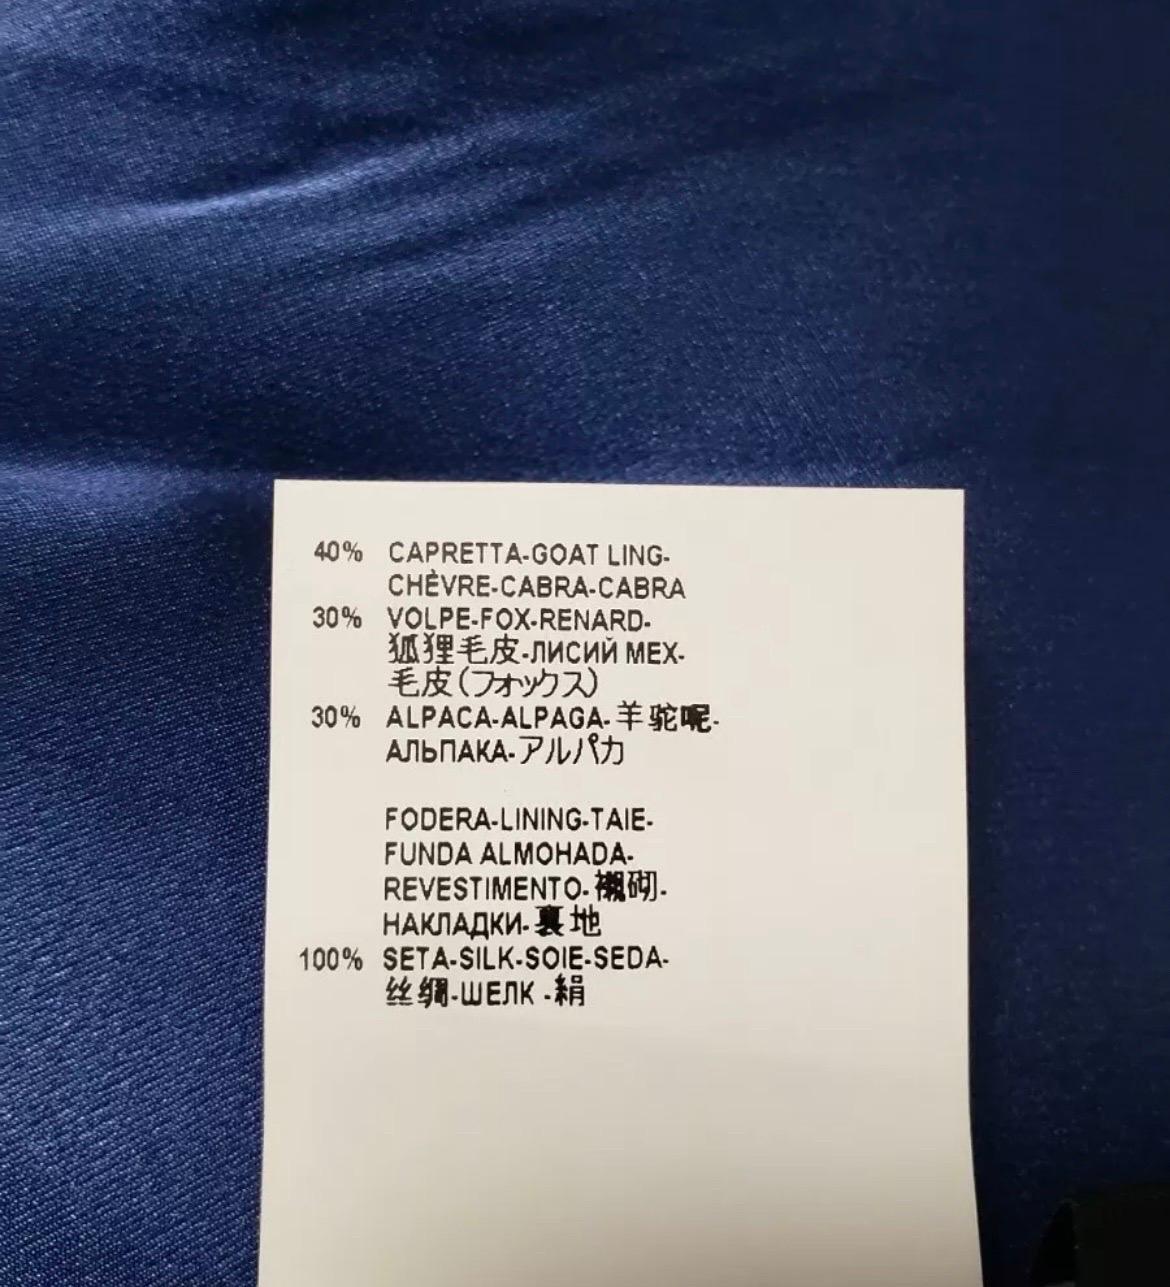 40% CAPRETTA-GOAT LING-
CHÈVRE-CABRA-CABRA
30% VOLPE-FOX-RENARD-
狐狸毛皮-ЛИСИЙ МЕХ-
毛皮(フォックス)
30% ALPACA-ALPAGA-羊驼呢-
АЛЬПАКА-アルパカ
FODERA-LINING-TAIE-
FUNDA ALMOHADA-
REVESTIMENTO-襯砌-
НАКЛАДКИ-裏地
100% SETA-SILK-SOIE-SEDA-
丝绸-ШЕЛК -絹